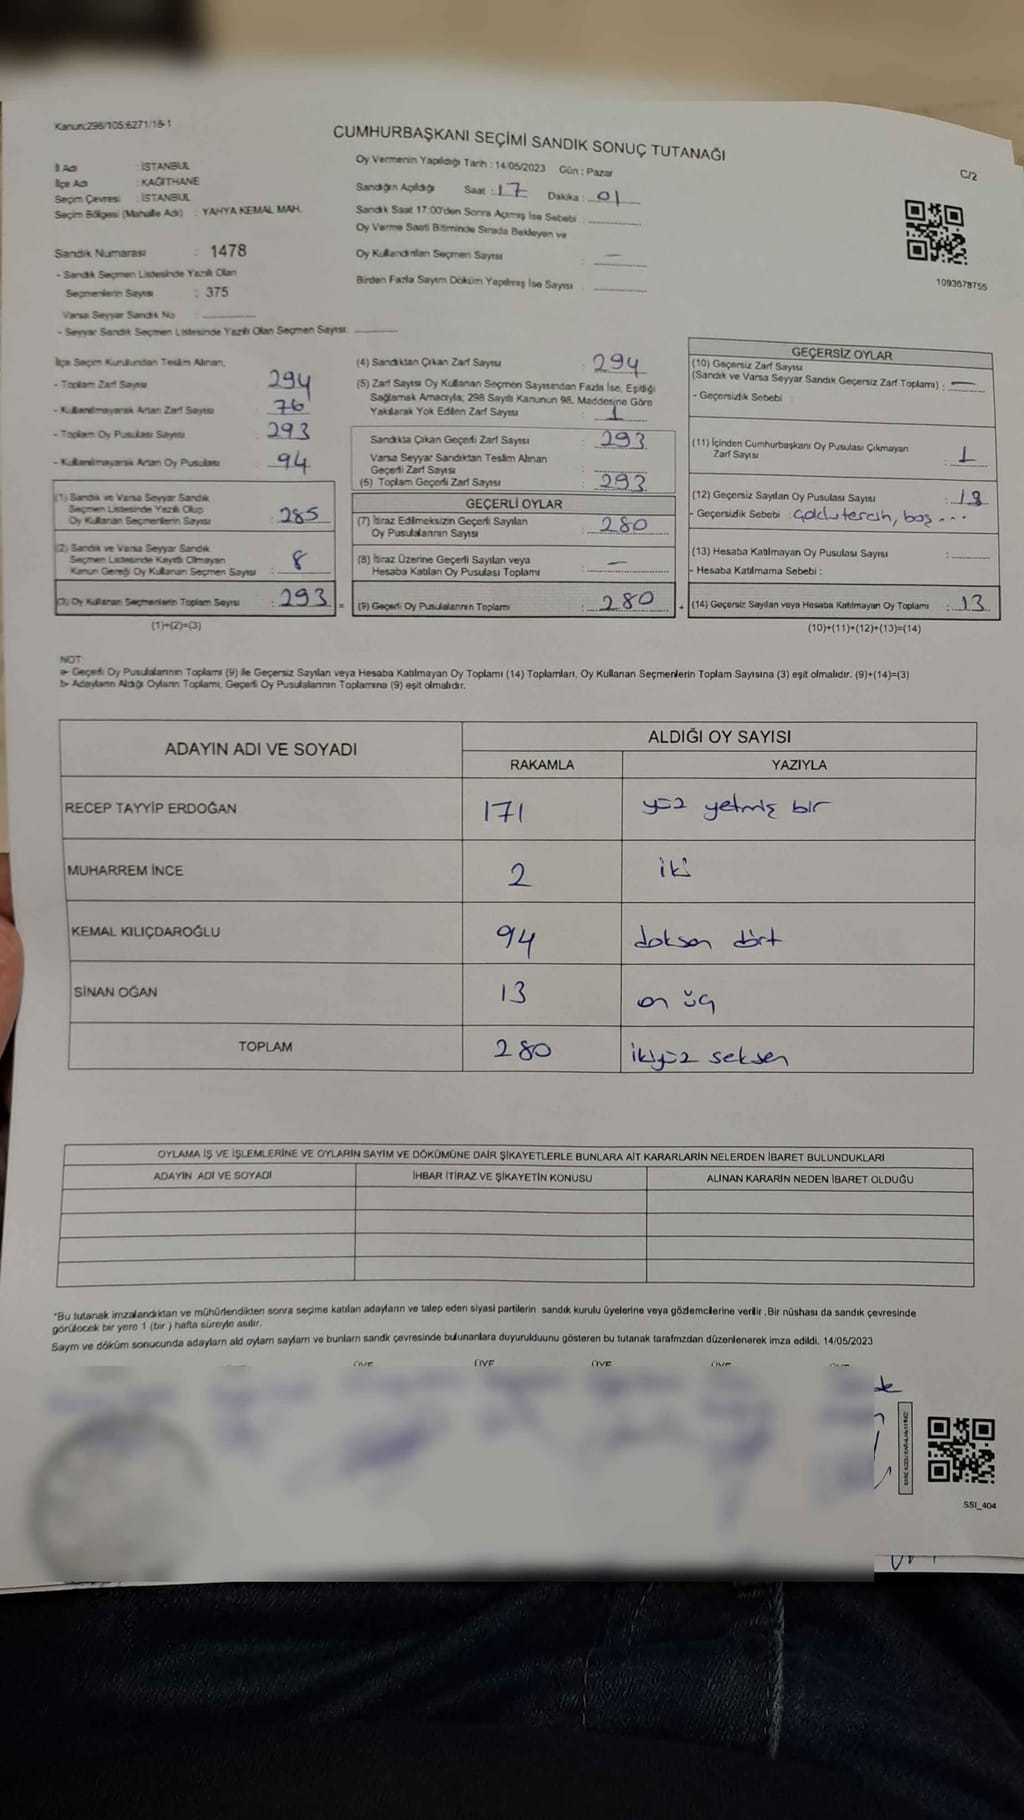 Kanun:298/105;6271/18-1
CUMHURBAŞKANI SEÇİMİ SANDIK SONUÇ TUTANAĞI
C/2
İl Adı : İSTANBUL
İlçe Adı : KAĞITHANE
Seçim Çevresi : İSTANBUL
Seçim Bölgesi (Mahalle Adı) : YAHYA KEMAL MAH.
Oy Vermenin Yapıldığı Tarih : 14/05/2023 Gün : Pazar
Sandığın Açıldığı Saat : 17 Dakika : 01
Sandık Saat 17:00'den Sonra Açılmış İse Sebebi :
Oy Verme Saati Bitiminde Sırada Bekleyen ve
Oy Kullandırılan Seçmen Sayısı : —
Birden Fazla Sayım Döküm Yapılmış İse Sayısı :
1093678755
Sandık Numarası : 1478
- Sandık Seçmen Listesinde Yazılı Olan
Seçmenlerin Sayısı : 375
Varsa Seyyar Sandık No :
- Seyyar Sandık Seçmen Listesinde Yazılı Olan Seçmen Sayısı:
İlçe Seçim Kurulundan Teslim Alınan;
- Toplam Zarf Sayısı : 294
- Kullanılmayarak Artan Zarf Sayısı : 76
- Toplam Oy Pusulası Sayısı : 293
- Kullanılmayarak Artan Oy Pusulası : 94
(1) Sandık ve Varsa Seyyar Sandık
Seçmen Listesinde Yazılı Olup
Oy Kullanan Seçmenlerin Sayısı : 285
(2) Sandık ve Varsa Seyyar Sandık
Seçmen Listesinde Kayıtlı Olmayan
Kanun Gereği Oy Kullanan Seçmen Sayısı : 8
(3) Oy Kullanan Seçmenlerin Toplam Sayısı : 293 =
(1)+(2)=(3)
(4) Sandıktan Çıkan Zarf Sayısı : 294
(5) Zarf Sayısı Oy Kullanan Seçmen Sayısından Fazla İse, Eşitliği
Sağlamak Amacıyla; 298 Sayılı Kanunun 98. Maddesine Göre
Yakılarak Yok Edilen Zarf Sayısı : 1
Sandıkta Çıkan Geçerli Zarf Sayısı : 293
Varsa Seyyar Sandıktan Teslim Alınan
Geçerli Zarf Sayısı :
(6) Toplam Geçerli Zarf Sayısı : 293
GEÇERLİ OYLAR
(7) İtiraz Edilmeksizin Geçerli Sayılan
Oy Pusulalarının Sayısı : 280
(8) İtiraz Üzerine Geçerli Sayılan veya
Hesaba Katılan Oy Pusulası Toplamı : —
(9) Geçerli Oy Pusulalarının Toplamı : 280 +
GEÇERSİZ OYLAR
(10) Geçersiz Zarf Sayısı
(Sandık ve Varsa Seyyar Sandık Geçersiz Zarf Toplamı) : —
- Geçersizlik Sebebi :
(11) İçinden Cumhurbaşkanı Oy Pusulası Çıkmayan
Zarf Sayısı : 1
(12) Geçersiz Sayılan Oy Pusulası Sayısı :
- Geçersizlik Sebebi : boş ...
(13) Hesaba Katılmayan Oy Pusulası Sayısı :
- Hesaba Katılmama Sebebi :
(14) Geçersiz Sayılan veya Hesaba Katılmayan Oy Toplamı : 13
(10)+(11)+(12)+(13)=(14)
NOT
a- Geçerli Oy Pusulalarının Toplamı (9) ile Geçersiz Sayılan veya Hesaba Katılmayan Oy Toplamı (14) Toplamları, Oy Kullanan Seçmenlerin Toplam Sayısına (3) eşit olmalıdır. (9)+(14)=(3)
b- Adayların Aldığı Oyların Toplamı, Geçerli Oy Pusulalarının Toplamına (9) eşit olmalıdır.
ADAYIN ADI VE SOYADI
ALDIĞI OY SAYISI
RAKAMLA YAZIYLA
RECEP TAYYİP ERDOĞAN 171 yüz yetmiş bir
MUHARREM İNCE 2 iki
KEMAL KILIÇDAROĞLU 94 doksan dört
SİNAN OĞAN 13 on üç
TOPLAM 280 ikiyüz seksen
OYLAMA İŞ VE İŞLEMLERİNE VE OYLARIN SAYIM VE DÖKÜMÜNE DAİR ŞİKAYETLERLE BUNLARA AİT KARARLARIN NELERDEN İBARET BULUNDUKLARI
ADAYIN ADI VE SOYADI İHBAR İTİRAZ VE ŞİKAYETİN KONUSU ALINAN KARARIN NEDEN İBARET OLDUĞU
"Bu tutanak imzalandıktan ve mühürlendikten sonra seçime katılan adayların ve talep eden siyasi partilerin sandık kurulu üyelerine veya gözlemcilerine verilir .Bir nüshası da sandık çevresinde
görülecek bir yere 1 (bir ) hafta süreyle asılır.
Saym ve döküm sonucunda adayların ald oylam saylam ve bunların sandk çevresinde bulunanlara duyurulduunu gösteren bu tutanak tarafmzdan düzenlenerek imza edildi. 14/05/2023
ÜYE ÜYE ÜYE ÜYE
SSI_404